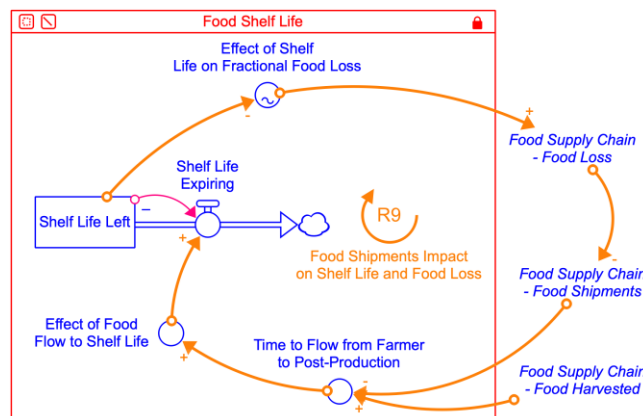 Food Shelf Life
Effect of Shelf
Life on Fractional Food Loss
-
+
Food Supply Chain
- Food Loss
Shelf Life
Expiring
Shelf Life Left
–
+
R9
Food Shipments Impact
on Shelf Life and Food Loss
-
Food Supply Chain
- Food Shipments
Effect of Food
Flow to Shelf Life
+
Time to Flow from Farmer
to Post-Production
-
+
Food Supply Chain
- Food Harvested